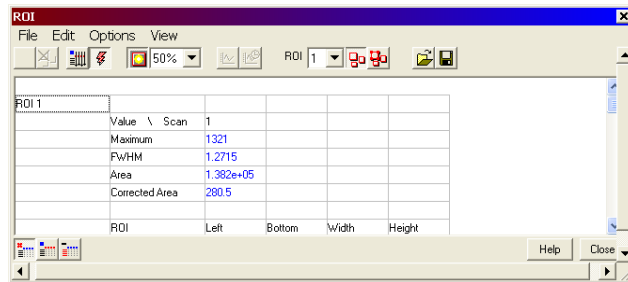 ROI
File Edit Options View
50% ROI 1
ROI 1
Value \ Scan 1
Maximum 1321
FWHM 1.2715
Area 1.382e+05
Corrected Area 280.5
ROI Left Bottom Width Height
Help Close